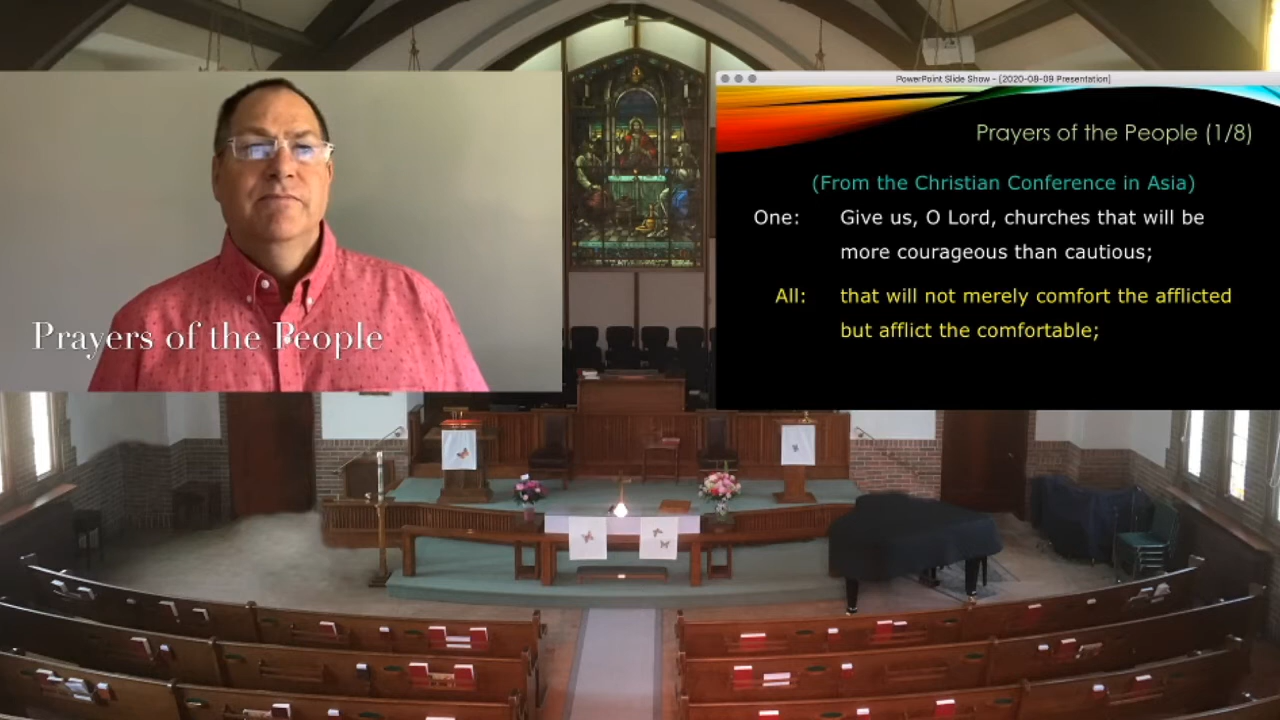 Prayers of the People
PowerPoint Slide Show - [2020-08-09 Presentation]
Prayers of the People (1/8)
(From the Christian Conference in Asia)
One: Give us, O Lord, churches that will be
more courageous than cautious;
All: that will not merely comfort the afflicted
but afflict the comfortable;